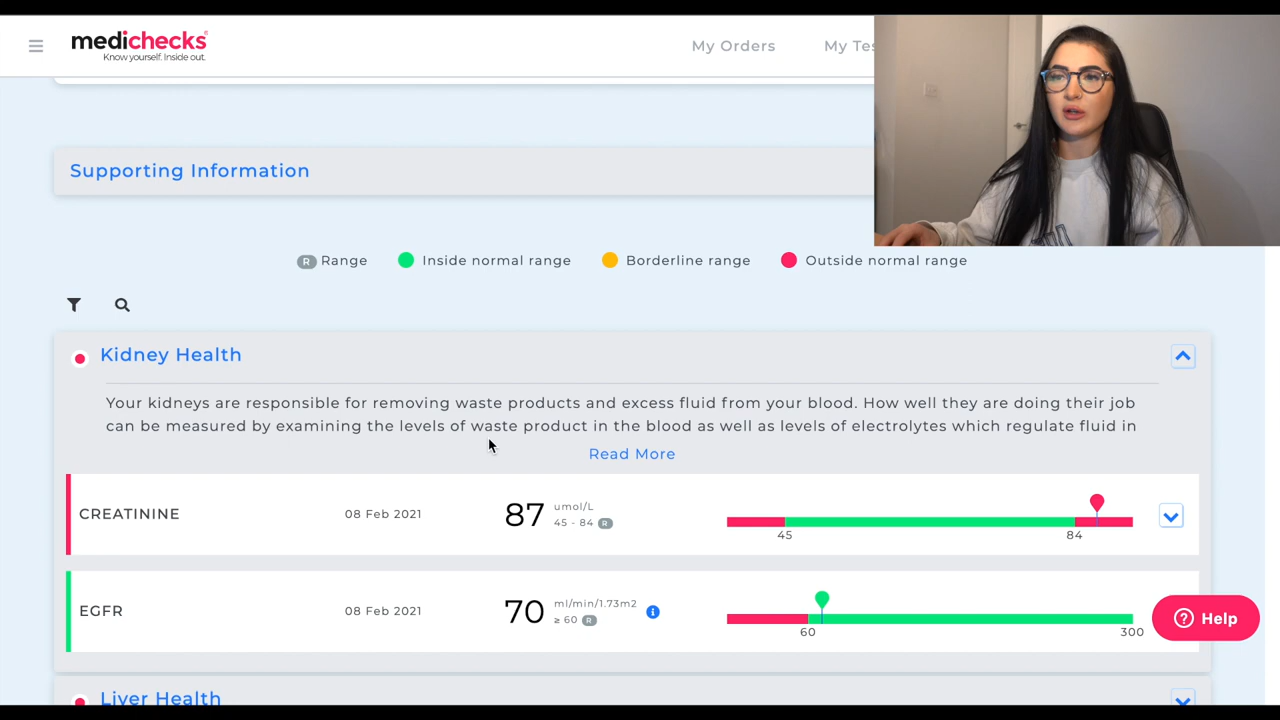 medichecks
Know yourself. Inside out.
My Orders
My Tes
Supporting Information
R Range
Inside normal range
Borderline range
Outside normal range
Kidney Health
Your kidneys are responsible for removing waste products and excess fluid from your blood. How well they are doing their job
can be measured by examining the levels of waste product in the blood as well as levels of electrolytes which regulate fluid in
Read More
CREATININE 08 Feb 2021 87 umol/L
45 - 84 R
45 84
EGFR 08 Feb 2021 70 ml/min/1.73m2
≥ 60 R
60 300
? Help
Liver Health